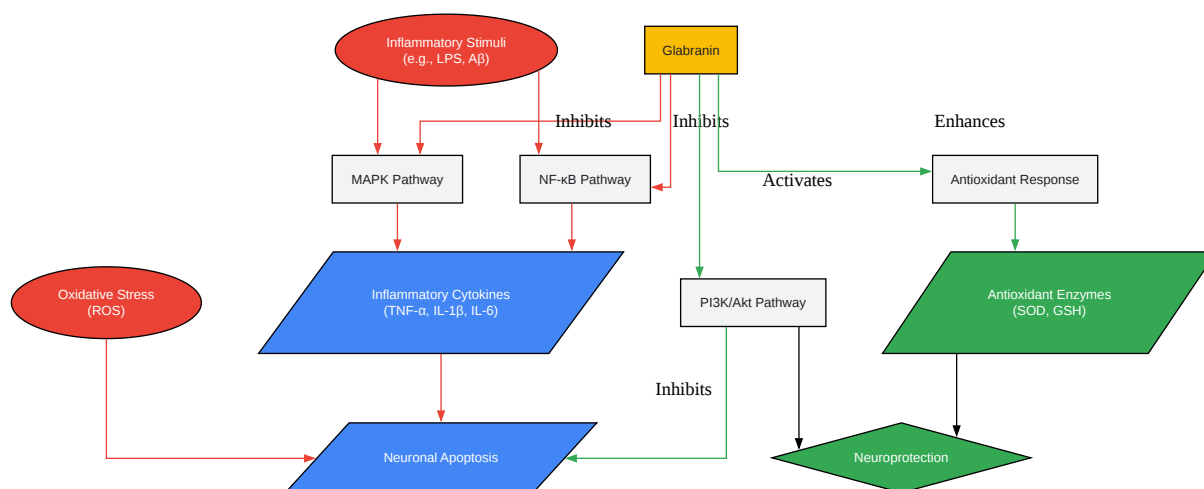 Inflammatory Stimuli
(e.g., LPS, Aβ)
Glabranin
Inhibits
Inhibits
Enhances
MAPK Pathway
NF-κB Pathway
Activates
Antioxidant Response
Oxidative Stress
(ROS)
Inflammatory Cytokines
(TNF-α, IL-1β, IL-6)
PI3K/Akt Pathway
Antioxidant Enzymes
(SOD, GSH)
Inhibits
Neuronal Apoptosis
Neuroprotection